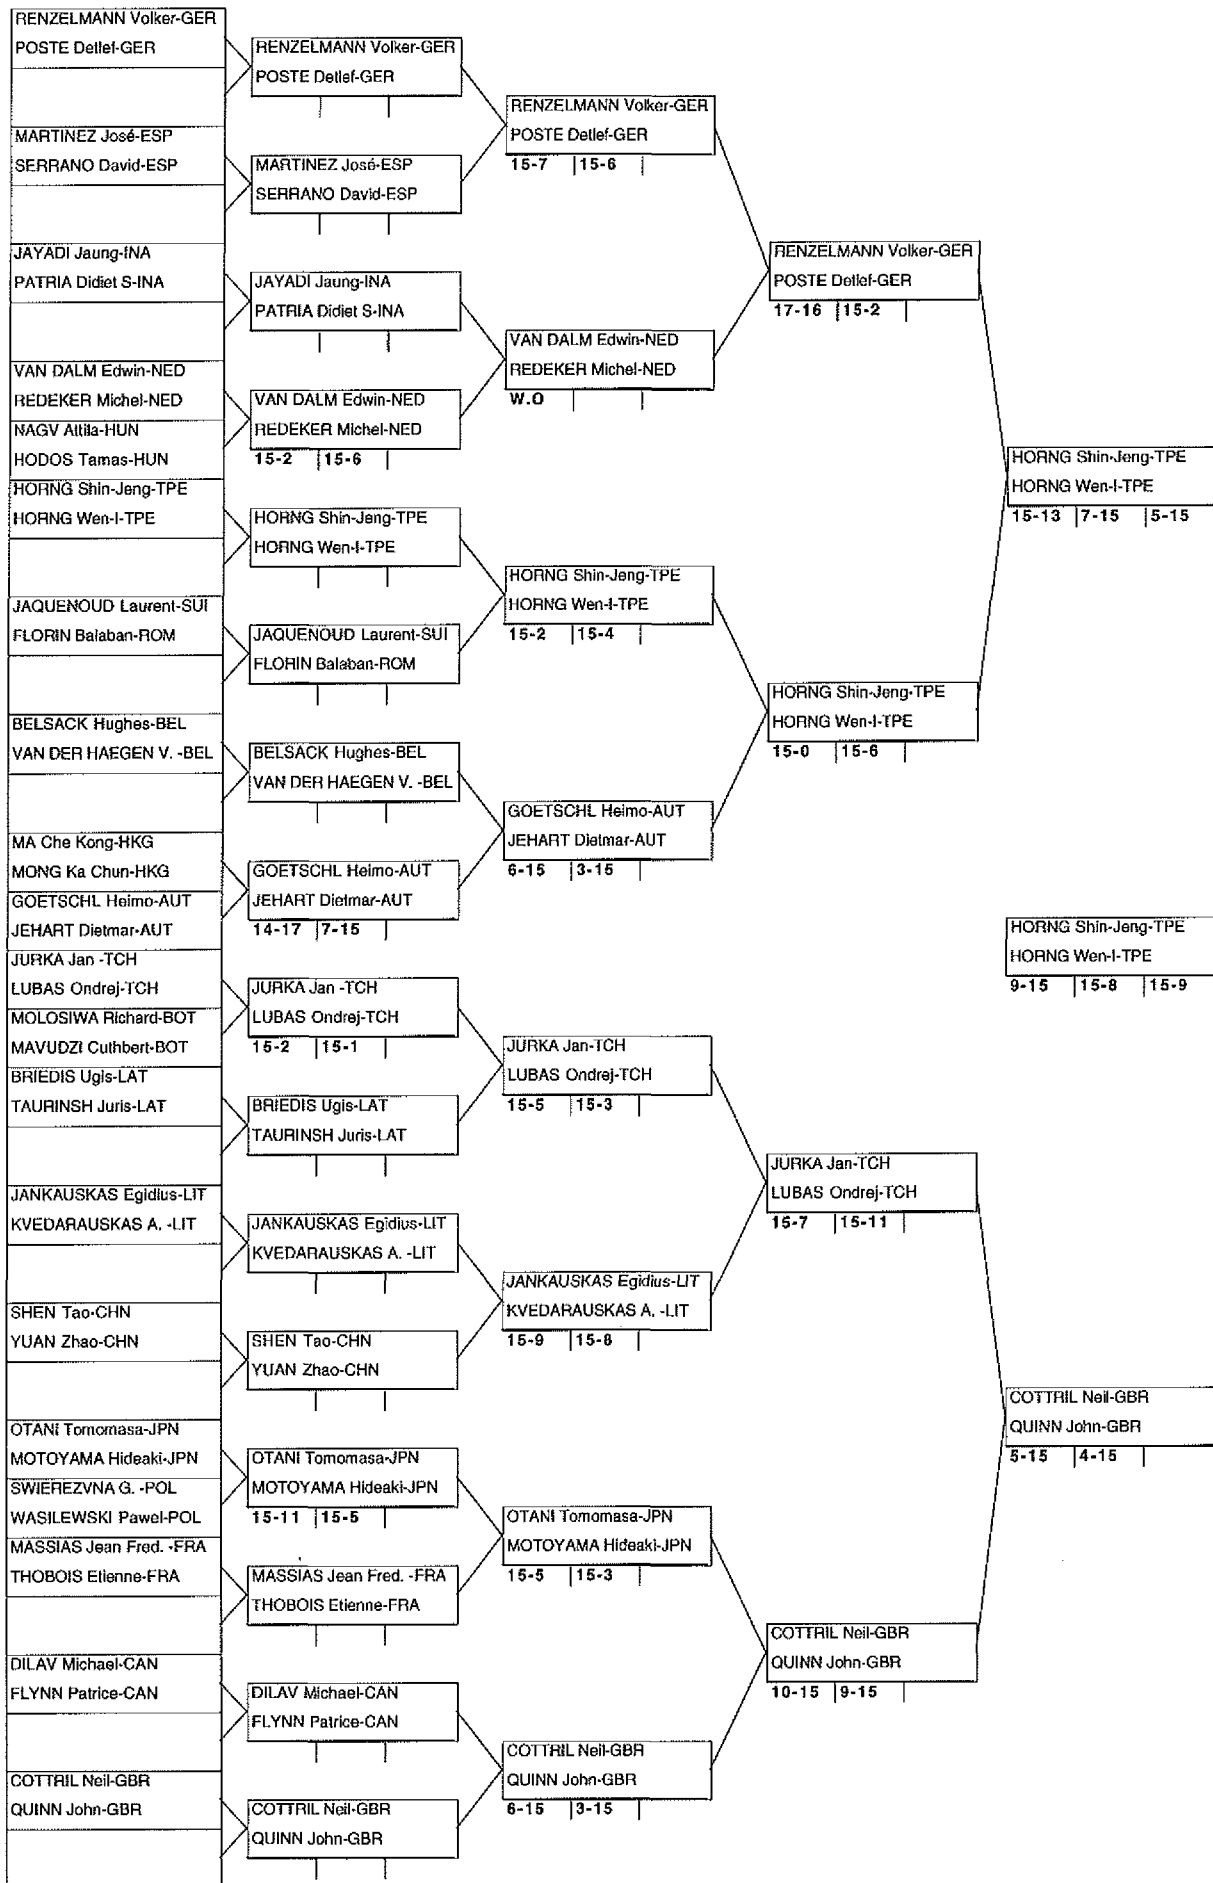 RENZELMANN Volker-GER
POSTE Detlef-GER
MARTINEZ José-ESP
SERRANO David-ESP
JAYADI Jaung-INA
PATRIA Didiet S-INA
VAN DALM Edwin-NED
REDEKER Michel-NED
NAGV Attila-HUN
HODOS Tamas-HUN
HORNG Shin-Jeng-TPE
HORNG Wen-I-TPE
JAQUENOUD Laurent-SUI
FLORIN Balaban-ROM
BELSACK Hughes-BEL
VAN DER HAEGEN V. -BEL
MA Che Kong-HKG
MONG Ka Chun-HKG
GOETSCHL Heimo-AUT
JEHART Dietmar-AUT
JURKA Jan -TCH
LUBAS Ondrej-TCH
MOLOSIWA Richard-BOT
MAVUDZI Cuthbert-BOT
BRIEDIS Ugis-LAT
TAURINSH Juris-LAT
JANKAUSKAS Egidius-LIT
KVEDARAUSKAS A. -LIT
SHEN Tao-CHN
YUAN Zhao-CHN
OTANI Tomomasa-JPN
MOTOYAMA Hideaki-JPN
SWIEREZVNA G. -POL
WASILEWSKI Pawel-POL
MASSIAS Jean Fred. -FRA
THOBOIS Etienne-FRA
DILAV Michael-CAN
FLYNN Patrice-CAN
COTTRIL Neil-GBR
QUINN John-GBR
RENZELMANN Volker-GER
POSTE Detlef-GER
MARTINEZ José-ESP
SERRANO David-ESP
JAYADI Jaung-INA
PATRIA Didiet S-INA
VAN DALM Edwin-NED
REDEKER Michel-NED
15-2 15-6
HORNG Shin-Jeng-TPE
HORNG Wen-I-TPE
JAQUENOUD Laurent-SUI
FLORIN Balaban-ROM
BELSACK Hughes-BEL
VAN DER HAEGEN V. -BEL
GOETSCHL Heimo-AUT
JEHART Dietmar-AUT
14-17 7-15
JURKA Jan -TCH
LUBAS Ondrej-TCH
15-2 15-1
BRIEDIS Ugis-LAT
TAURINSH Juris-LAT
JANKAUSKAS Egidius-LIT
KVEDARAUSKAS A. -LIT
SHEN Tao-CHN
YUAN Zhao-CHN
OTANI Tomomasa-JPN
MOTOYAMA Hideaki-JPN
15-11 15-5
MASSIAS Jean Fred. -FRA
THOBOIS Etienne-FRA
DILAV Michael-CAN
FLYNN Patrice-CAN
COTTRIL Neil-GBR
QUINN John-GBR
RENZELMANN Volker-GER
POSTE Detlef-GER
15-7 15-6
VAN DALM Edwin-NED
REDEKER Michel-NED
W.O
HORNG Shin-Jeng-TPE
HORNG Wen-I-TPE
15-2 15-4
GOETSCHL Heimo-AUT
JEHART Dietmar-AUT
6-15 3-15
JURKA Jan-TCH
LUBAS Ondrej-TCH
15-5 15-3
JANKAUSKAS Egidius-LIT
KVEDARAUSKAS A. -LIT
15-9 15-8
OTANI Tomomasa-JPN
MOTOYAMA Hideaki-JPN
15-5 15-3
COTTRIL Neil-GBR
QUINN John-GBR
6-15 3-15
RENZELMANN Volker-GER
POSTE Detlef-GER
17-16 15-2
HORNG Shin-Jeng-TPE
HORNG Wen-I-TPE
15-0 15-6
JURKA Jan-TCH
LUBAS Ondrej-TCH
15-7 15-11
COTTRIL Neil-GBR
QUINN John-GBR
10-15 9-15
HORNG Shin-Jeng-TPE
HORNG Wen-I-TPE
15-13 7-15 5-15
HORNG Shin-Jeng-TPE
HORNG Wen-I-TPE
9-15 15-8 15-9
COTTRIL Neil-GBR
QUINN John-GBR
5-15 4-15